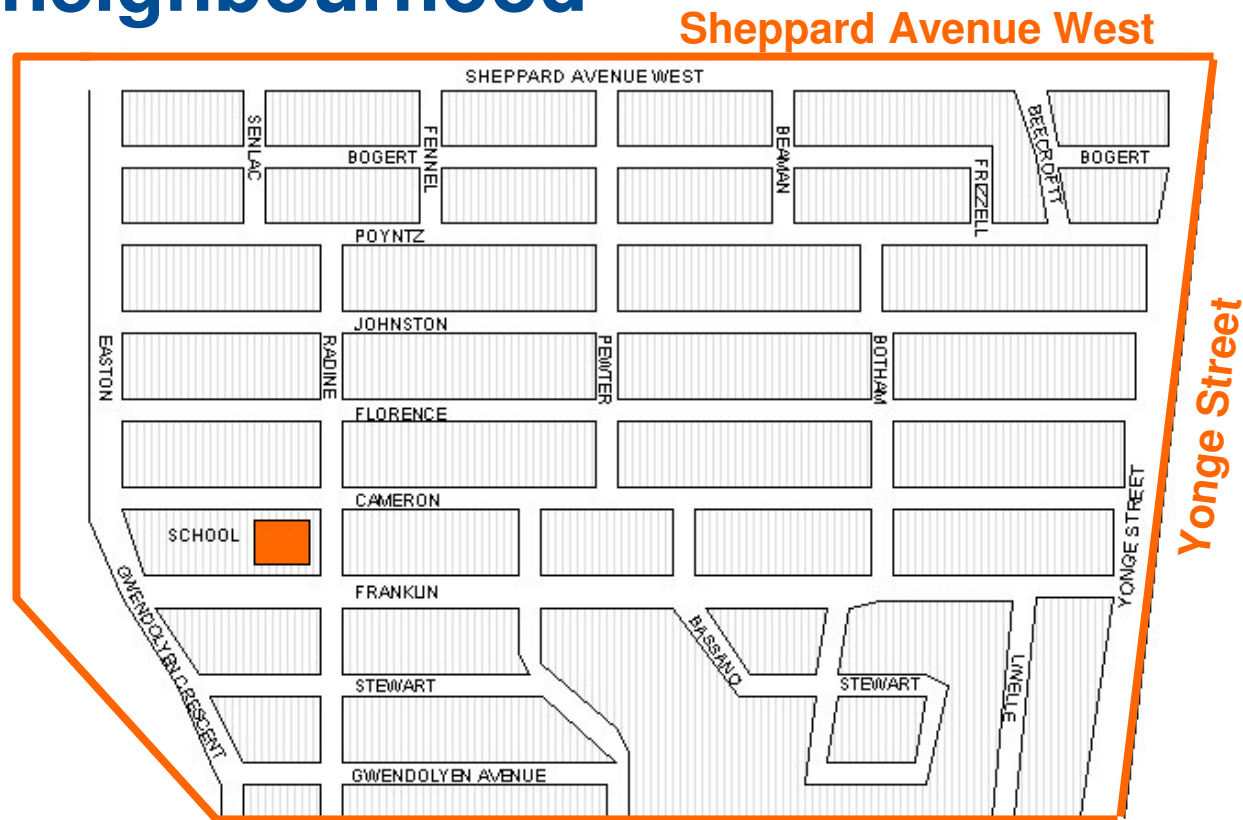 neighbourhood
Sheppard Avenue West
SHEPPARD AVENUE WEST
SENLAC
FENNEL
BEAMAN
BEECROFTT
BOGERT
BOGERT
FRIZZELL
POYNTZ
Yonge Street
JOHNSTON
EASTON
RADINE
PEWTER
BOTHAM
FLORENCE
CAMERON
YONGE STREET
SCHOOL
FRANKLIN
GWENDOLYEN CRESCENT
BASSANO
STEWART
STEWART
LINELLE
GWENDOLYEN AVENUE